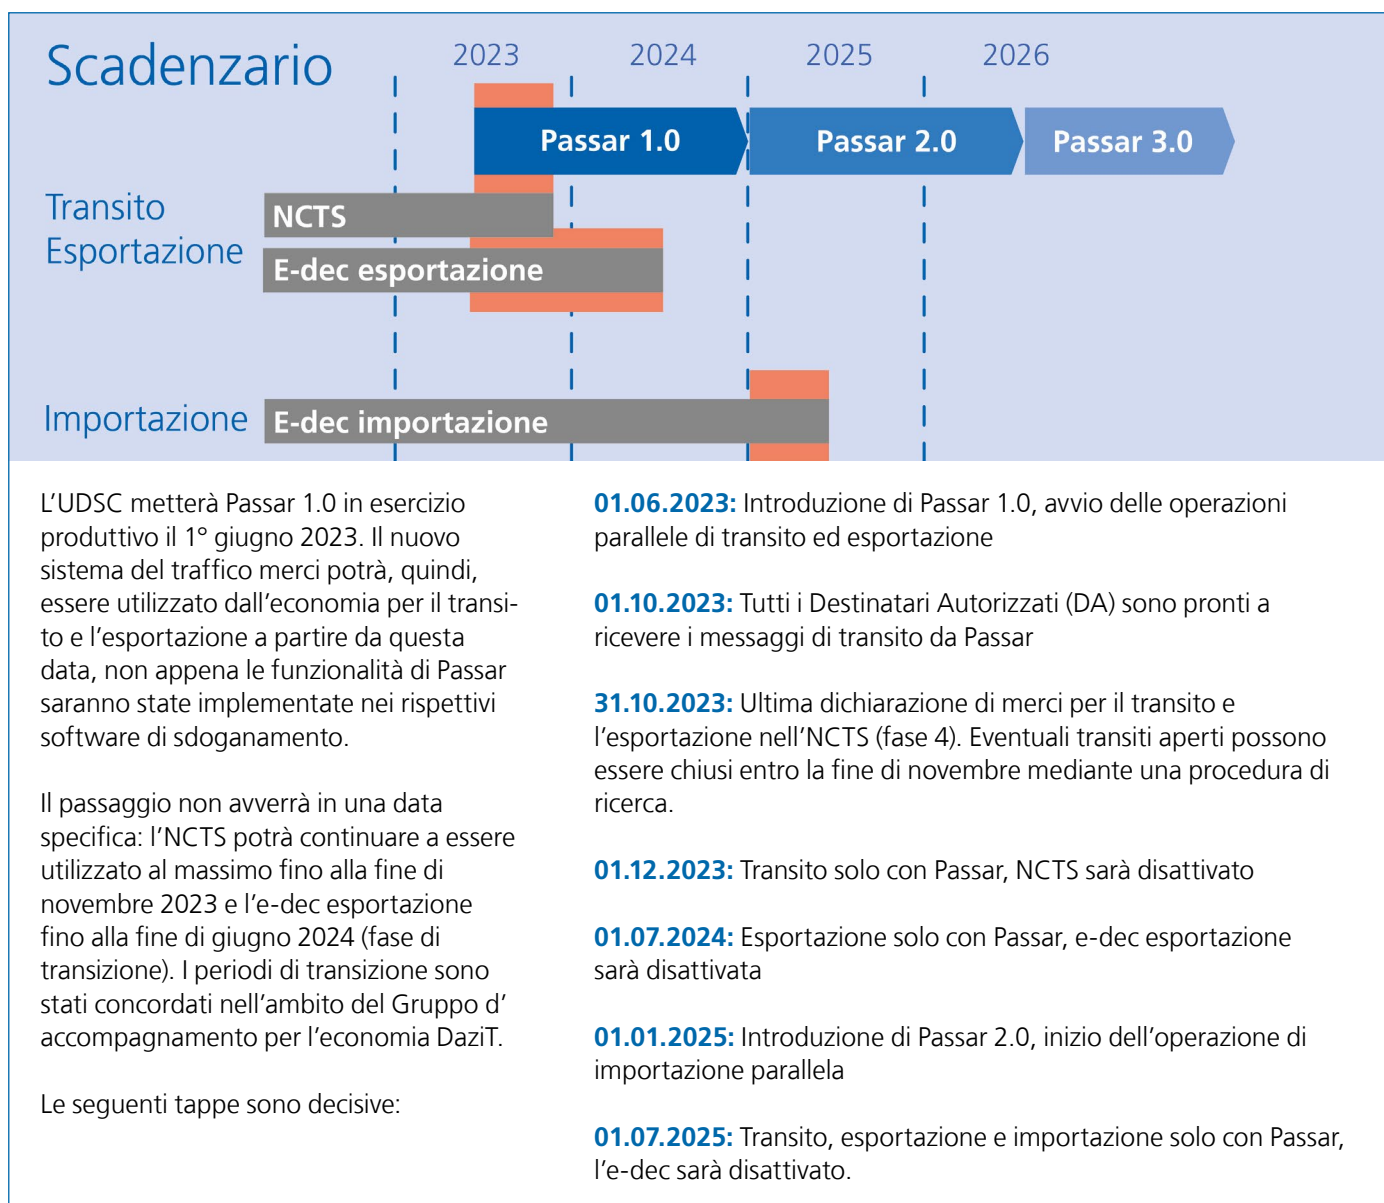 Scadenzario
2023 2024 2025 2026
Passar 1.0 Passar 2.0 Passar 3.0
Transito
Esportazione
NCTS
E-dec esportazione
Importazione
E-dec importazione
L’UDSC metterà Passar 1.0 in esercizio
produttivo il 1° giugno 2023. Il nuovo
sistema del traffico merci potrà, quindi,
essere utilizzato dall’economia per il transi-
to e l’esportazione a partire da questa
data, non appena le funzionalità di Passar
saranno state implementate nei rispettivi
software di sdoganamento.
Il passaggio non avverrà in una data
specifica: l’NCTS potrà continuare a essere
utilizzato al massimo fino alla fine di
novembre 2023 e l’e-dec esportazione
fino alla fine di giugno 2024 (fase di
transizione). I periodi di transizione sono
stati concordati nell’ambito del Gruppo d’
accompagnamento per l’economia DaziT.
Le seguenti tappe sono decisive:
01.06.2023: Introduzione di Passar 1.0, avvio delle operazioni
parallele di transito ed esportazione
01.10.2023: Tutti i Destinatari Autorizzati (DA) sono pronti a
ricevere i messaggi di transito da Passar
31.10.2023: Ultima dichiarazione di merci per il transito e
l’esportazione nell’NCTS (fase 4). Eventuali transiti aperti possono
essere chiusi entro la fine di novembre mediante una procedura di
ricerca.
01.12.2023: Transito solo con Passar, NCTS sarà disattivato
01.07.2024: Esportazione solo con Passar, e-dec esportazione
sarà disattivata
01.01.2025: Introduzione di Passar 2.0, inizio dell’operazione di
importazione parallela
01.07.2025: Transito, esportazione e importazione solo con Passar,
l’e-dec sarà disattivato.